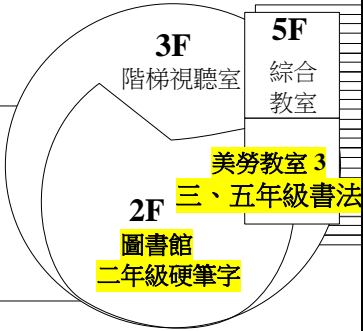 3F
階梯視聽室
5F
綜合
教室
美勞教室 3
三、五年級書法
2F
圖書館
二年級硬筆字